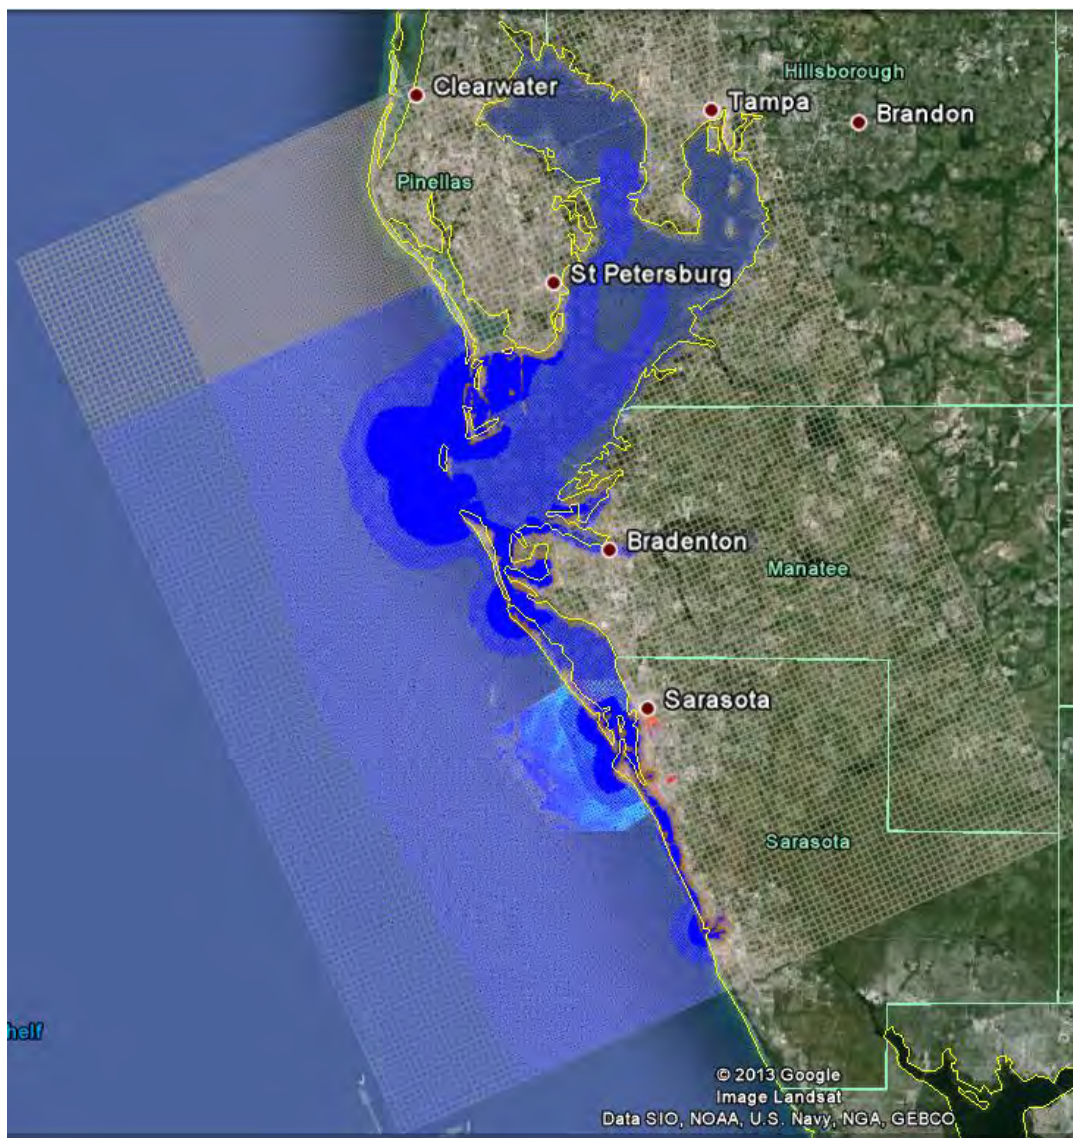 Hillsborough
Clearwater
Tampa
Brandon
Pinellas
St Petersburg
Bradenton
Manatee
Sarasota
Sarasota
helf
© 2013 Google
Image Landsat
Data SIO, NOAA, U.S. Navy, NGA, GEBCO